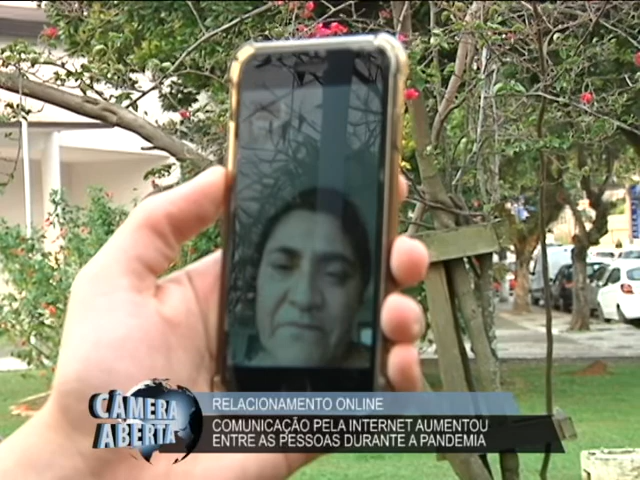 CÂMERA
ABERTA
RELACIONAMENTO ONLINE
COMUNICAÇÃO PELA INTERNET AUMENTOU
ENTRE AS PESSOAS DURANTE A PANDEMIA